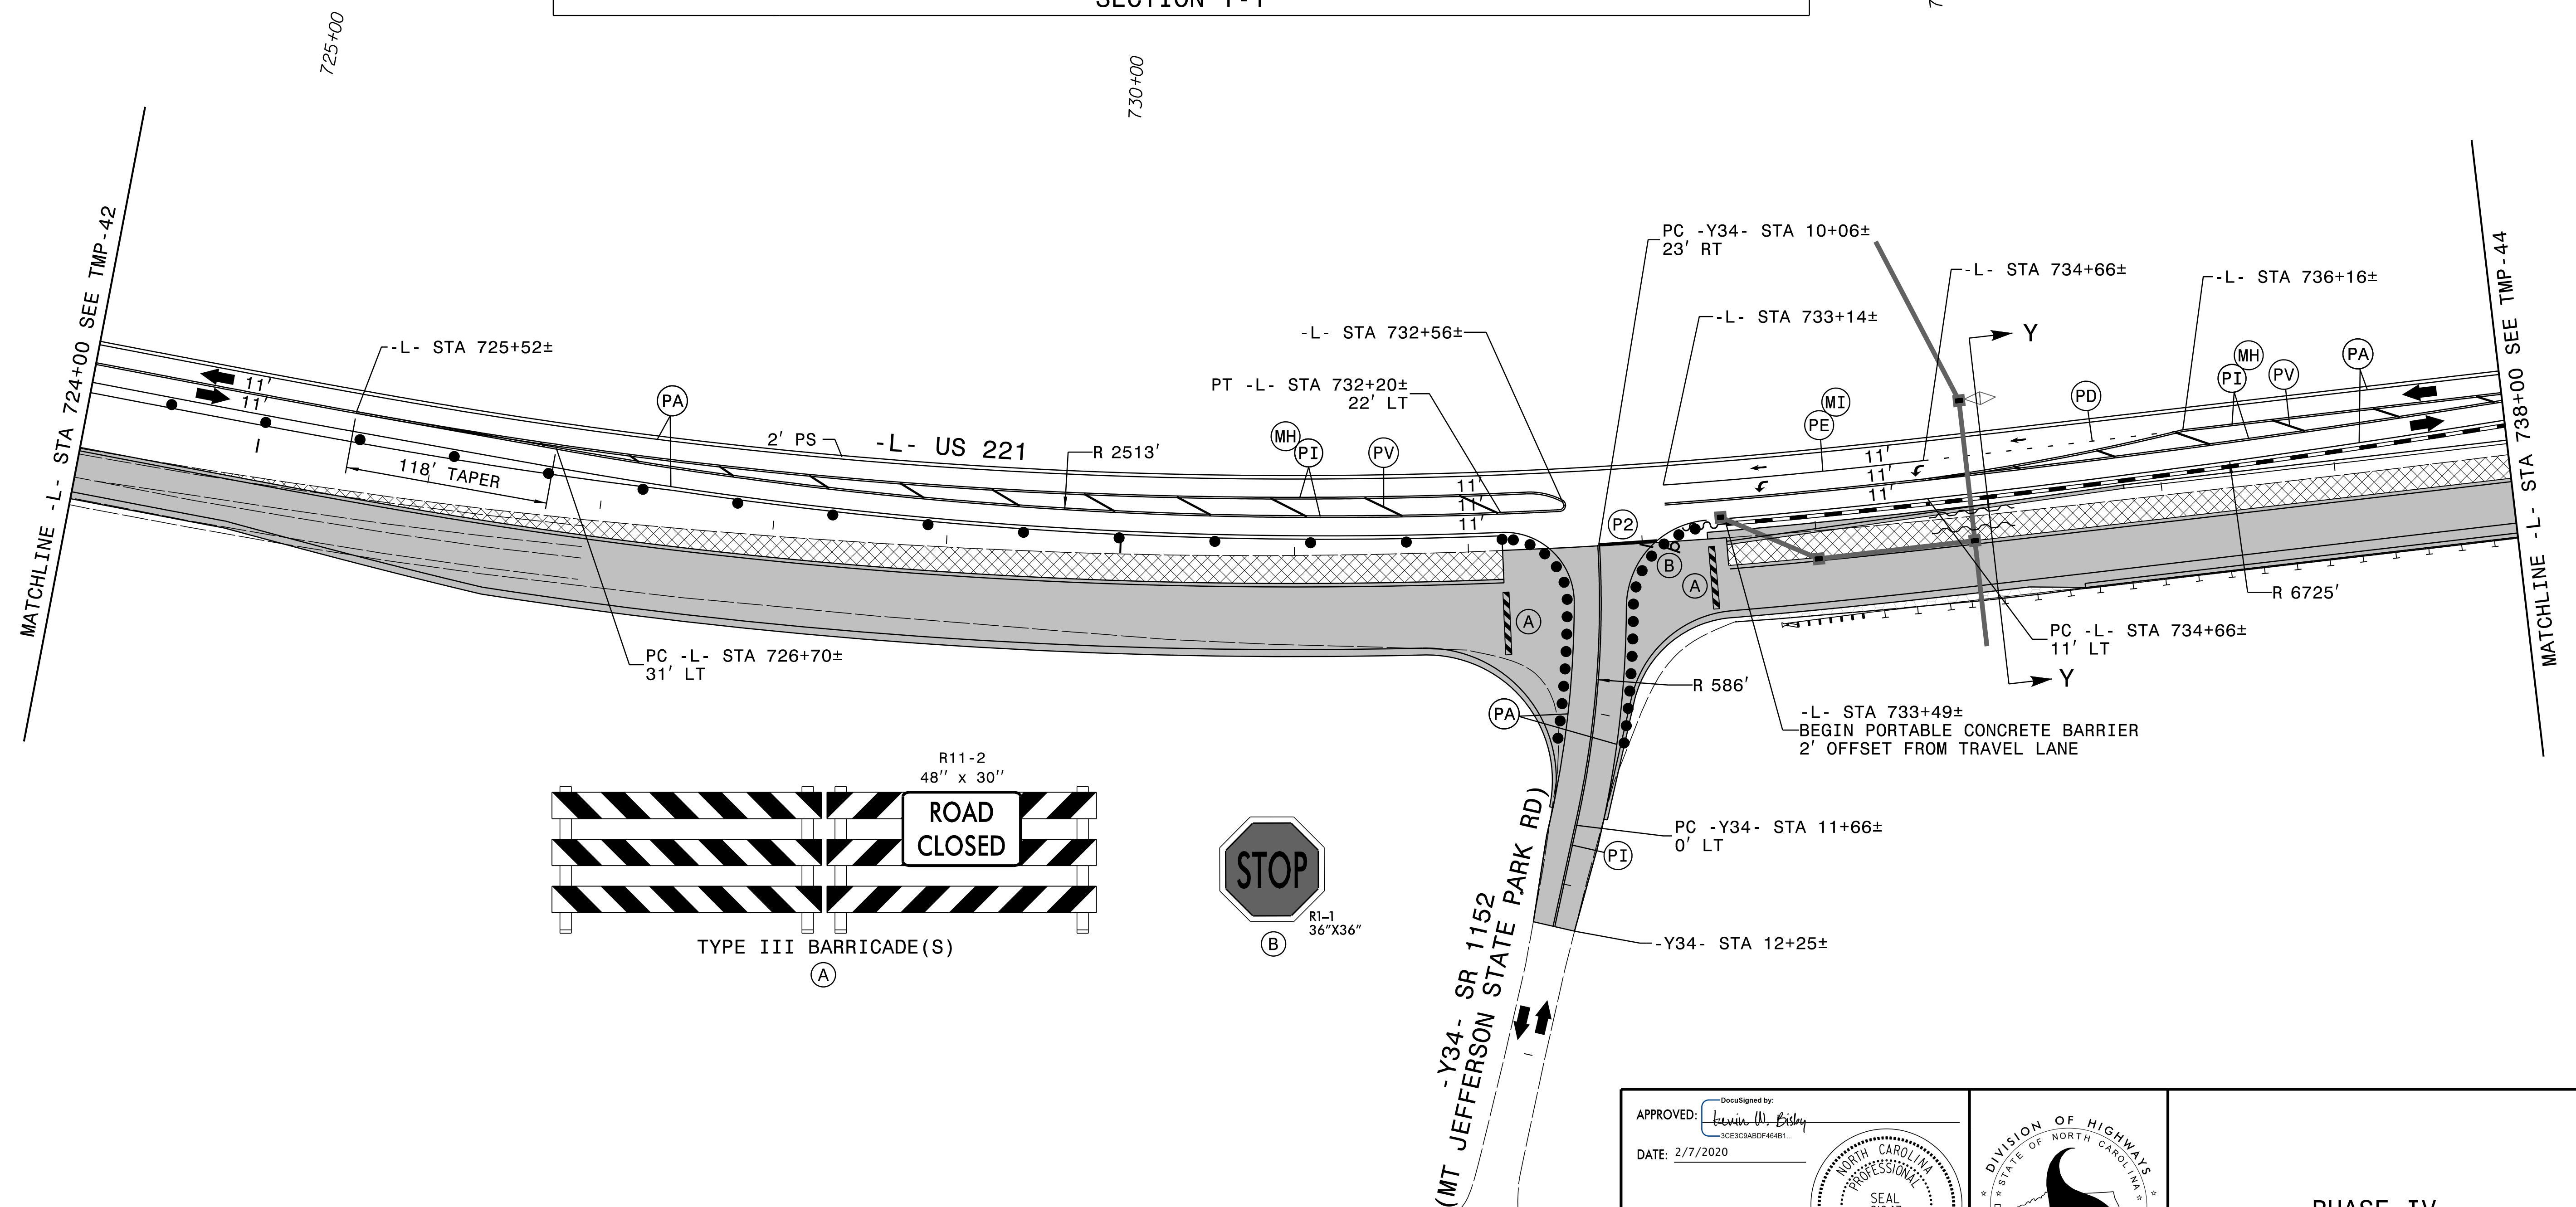 SECTION Y-Y
725+00
730+00
MATCHLINE -L- STA 724+00 SEE TMP-42
MATCHLINE -L- STA 738+00 SEE TMP-44
PC -Y34- STA 10+06±
23' RT
-L- STA 734+66±
-L- STA 736+16±
-L- STA 733+14±
-L- STA 732+56±
-L- STA 725+52±
PT -L- STA 732+20±
22' LT
11'
11'
PA
2' PS
-L- US 221
R 2513'
MH
PI
PV
11'
11'
11'
118' TAPER
MI
PE
PD
MH
PI
PV
PA
Y
11'
11'
11'
P2
B
A
A
PC -L- STA 726+70±
31' LT
R 6725'
PC -L- STA 734+66±
11' LT
Y
R 586'
PA
-L- STA 733+49±
BEGIN PORTABLE CONCRETE BARRIER
2' OFFSET FROM TRAVEL LANE
R11-2
48'' x 30''
ROAD
CLOSED
TYPE III BARRICADE(S)
A
STOP
R1-1
36"X36"
B
PC -Y34- STA 11+66±
0' LT
PI
-Y34- STA 12+25±
-Y34- SR 1152
(MT JEFFERSON STATE PARK RD)
APPROVED:
DocuSigned by:
Kevin W. Bisby
3CE3C9ABDF464B1...
DATE: 2/7/2020
NORTH CAROLINA
PROFESSIONAL
SEAL
DIVISION OF HIGHWAYS
STATE OF NORTH CAROLINA
PHASE IV